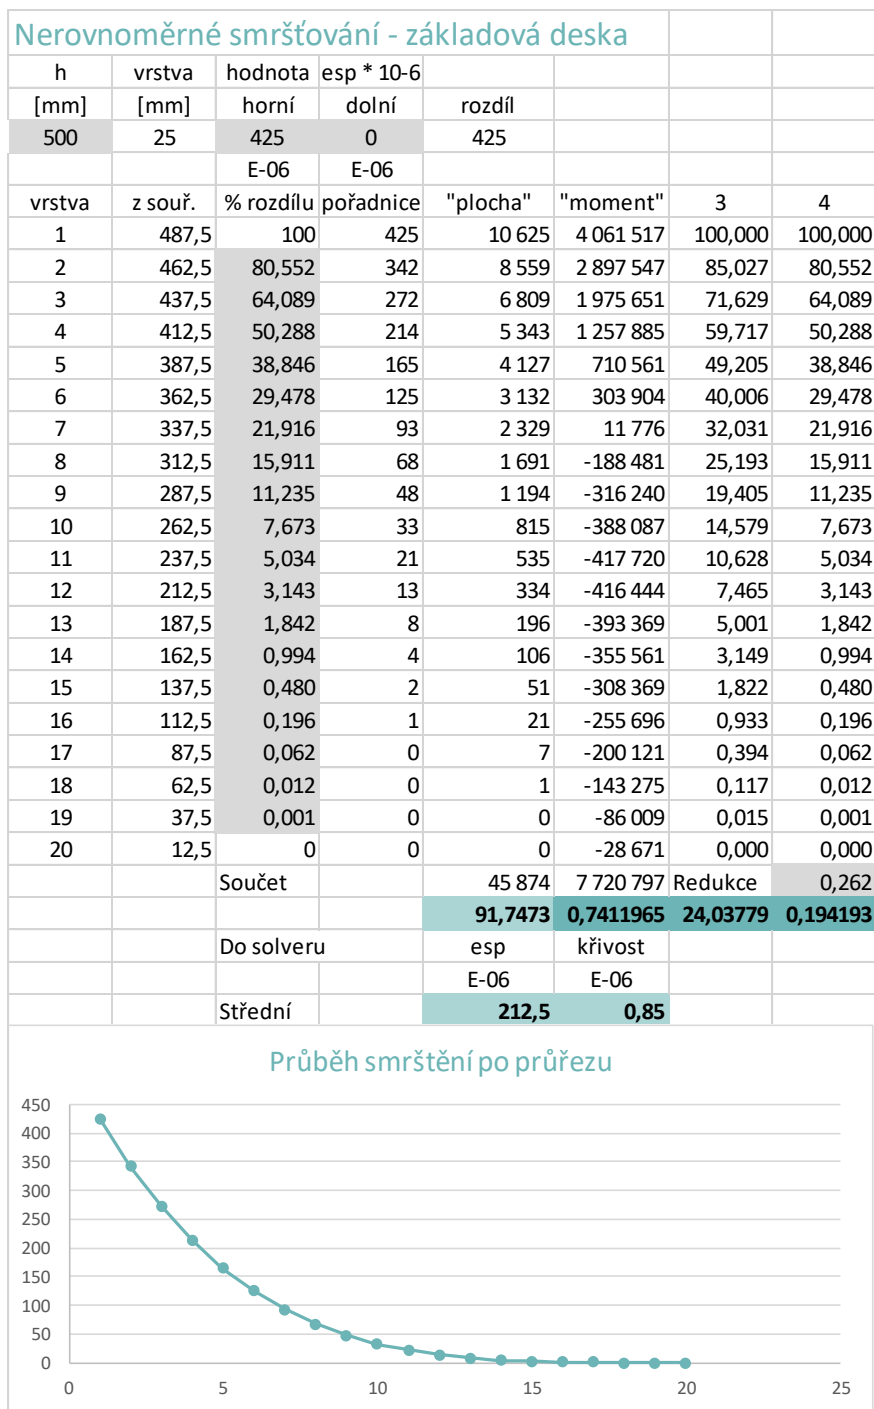 Nerovnoměrné smršťování - základová deska
h vrstva hodnota esp * 10-6
[mm] [mm] horní dolní rozdíl
500 25 425 0 425
E-06 E-06
vrstva z souř. % rozdílu pořadnice "plocha" "moment" 3 4
1 487,5 100 425 10 625 4 061 517 100,000 100,000
2 462,5 80,552 342 8 559 2 897 547 85,027 80,552
3 437,5 64,089 272 6 809 1 975 651 71,629 64,089
4 412,5 50,288 214 5 343 1 257 885 59,717 50,288
5 387,5 38,846 165 4 127 710 561 49,205 38,846
6 362,5 29,478 125 3 132 303 904 40,006 29,478
7 337,5 21,916 93 2 329 11 776 32,031 21,916
8 312,5 15,911 68 1 691 -188 481 25,193 15,911
9 287,5 11,235 48 1 194 -316 240 19,405 11,235
10 262,5 7,673 33 815 -388 087 14,579 7,673
11 237,5 5,034 21 535 -417 720 10,628 5,034
12 212,5 3,143 13 334 -416 444 7,465 3,143
13 187,5 1,842 8 196 -393 369 5,001 1,842
14 162,5 0,994 4 106 -355 561 3,149 0,994
15 137,5 0,480 2 51 -308 369 1,822 0,480
16 112,5 0,196 1 21 -255 696 0,933 0,196
17 87,5 0,062 0 7 -200 121 0,394 0,062
18 62,5 0,012 0 1 -143 275 0,117 0,012
19 37,5 0,001 0 0 -86 009 0,015 0,001
20 12,5 0 0 0 -28 671 0,000 0,000
Součet 45 874 7 720 797 Redukce 0,262
91,7473 0,7411965 24,03779 0,194193
Do solveru esp křivost
E-06 E-06
Střední 212,5 0,85
Průběh smrštění po průřezu
450
400
350
300
250
200
150
100
50
0
0 5 10 15 20 25